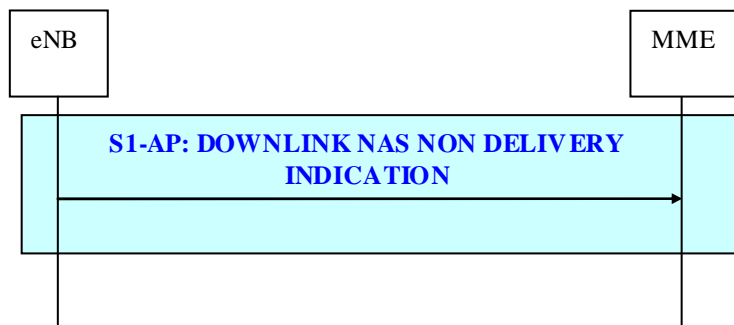 eNB
MME
S1-AP: DOWNLINK NAS NON DELIVERY
INDICATION